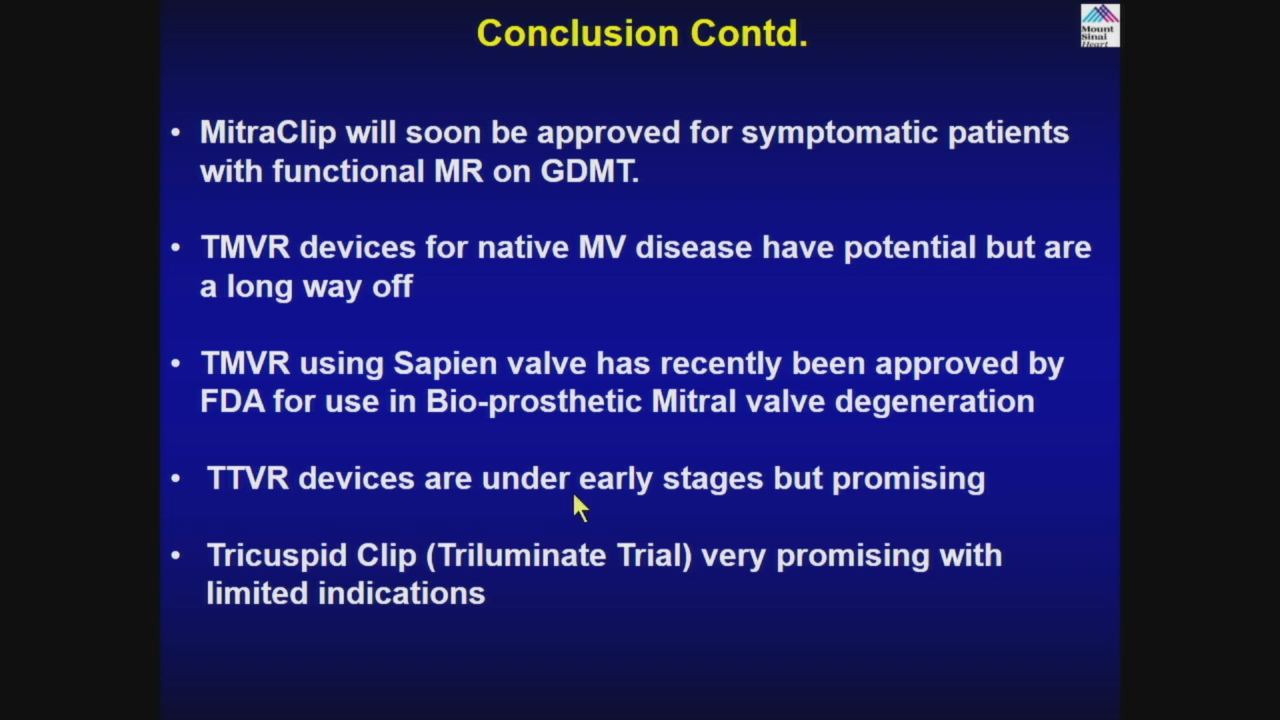 Conclusion Contd.
Mount
Sinai
Heart
• MitraClip will soon be approved for symptomatic patients
with functional MR on GDMT.
• TMVR devices for native MV disease have potential but are
a long way off
• TMVR using Sapien valve has recently been approved by
FDA for use in Bio-prosthetic Mitral valve degeneration
• TTVR devices are under early stages but promising
• Tricuspid Clip (Triluminate Trial) very promising with
limited indications